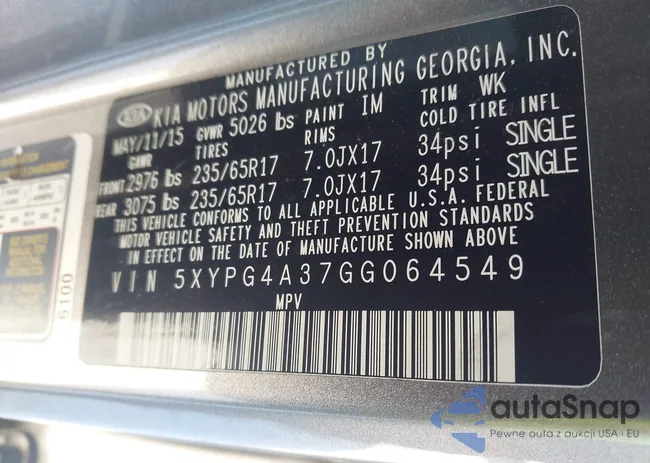 MANUFACTURED BY
KIA KIA MOTORS MANUFACTURING GEORGIA, INC.
MAY/11/15 GVWR 5026 lbs PAINT IM TRIM WK
GAWR TIRES RIMS COLD TIRE INFL
FRONT 2976 lbs 235/65R17 7.0JX17 34psi SINGLE
REAR 3075 lbs 235/65R17 7.0JX17 34psi SINGLE
THIS VEHICLE CONFORMS TO ALL APPLICABLE U.S.A. FEDERAL
MOTOR VEHICLE SAFETY AND THEFT PREVENTION STANDARDS
IN EFFECT ON THE DATE OF MANUFACTURE SHOWN ABOVE
VIN 5XYPG4A37GG064549
MPV
6100
autaSnap
Pewne auta z aukcji USA i EU